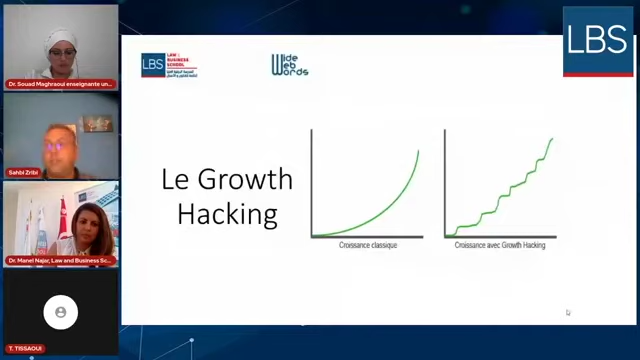 Dr. Souad Maghraoui enseignante un...
Sahbi Zribi
Dr. Manel Najar, Law and Business Sc...
T. TISSAOUI
LBS
LAW &
BUSINESS
SCHOOL
Wide
Web
Words
LBS
Le Growth
Hacking
Croissance classique
Croissance avec Growth Hacking